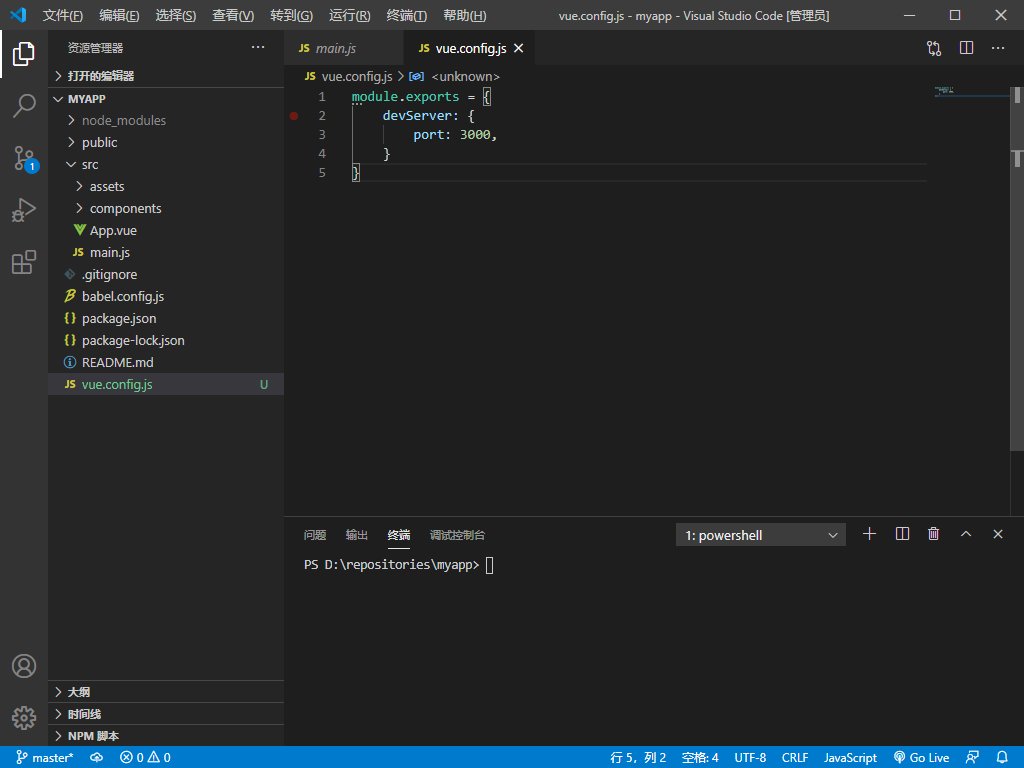 文件(F) 编辑(E) 选择(S) 查看(V) 转到(G) 运行(R) 终端(T) 帮助(H) vue.config.js - myapp - Visual Studio Code [管理员]
资源管理器
打开的编辑器
MYAPP
node_modules
public
src
assets
components
App.vue
JS main.js
.gitignore
babel.config.js
{} package.json
{} package-lock.json
README.md
JS vue.config.js U
大纲
时间线
NPM 脚本
1
JS main.js
JS vue.config.js
JS vue.config.js > <unknown>
1 module.exports = {
2 devServer: {
3 port: 3000,
4 }
5 }
问题 输出 终端 调试控制台 1: powershell
PS D:\repositories\myapp>
master* 0 0 行 5，列 2 空格: 4 UTF-8 CRLF JavaScript Go Live